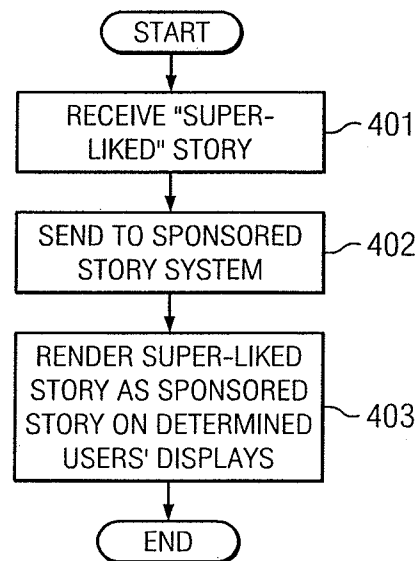 START
RECEIVE "SUPER-
LIKED" STORY
401
SEND TO SPONSORED
STORY SYSTEM
402
RENDER SUPER-LIKED
STORY AS SPONSORED
STORY ON DETERMINED
USERS' DISPLAYS
403
END